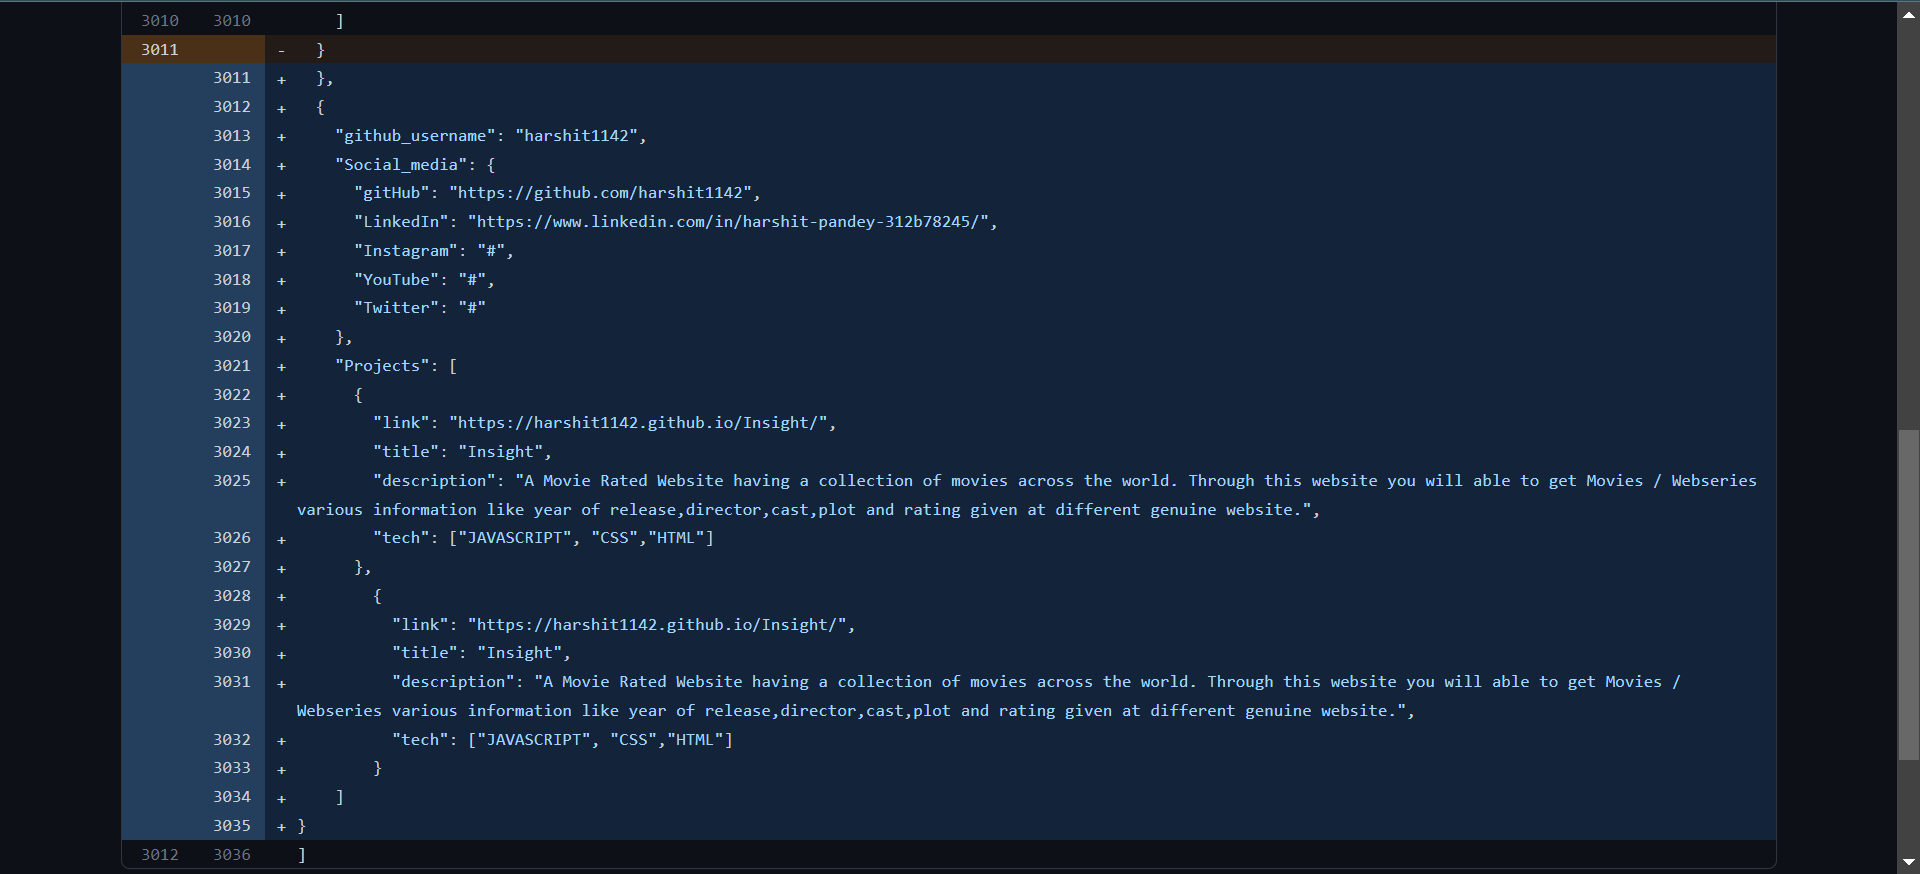 3010 3010 ]
3011 - }
3011 + },
3012 + {
3013 + "github_username": "harshit1142",
3014 + "Social_media": {
3015 + "gitHub": "https://github.com/harshit1142",
3016 + "LinkedIn": "https://www.linkedin.com/in/harshit-pandey-312b78245/",
3017 + "Instagram": "#",
3018 + "YouTube": "#",
3019 + "Twitter": "#"
3020 + },
3021 + "Projects": [
3022 + {
3023 + "link": "https://harshit1142.github.io/Insight/",
3024 + "title": "Insight",
3025 + "description": "A Movie Rated Website having a collection of movies across the world. Through this website you will able to get Movies / Webseries
various information like year of release,director,cast,plot and rating given at different genuine website.",
3026 + "tech": ["JAVASCRIPT", "CSS","HTML"]
3027 + },
3028 + {
3029 + "link": "https://harshit1142.github.io/Insight/",
3030 + "title": "Insight",
3031 + "description": "A Movie Rated Website having a collection of movies across the world. Through this website you will able to get Movies /
Webseries various information like year of release,director,cast,plot and rating given at different genuine website.",
3032 + "tech": ["JAVASCRIPT", "CSS","HTML"]
3033 + }
3034 + ]
3035 + }
3012 3036 ]